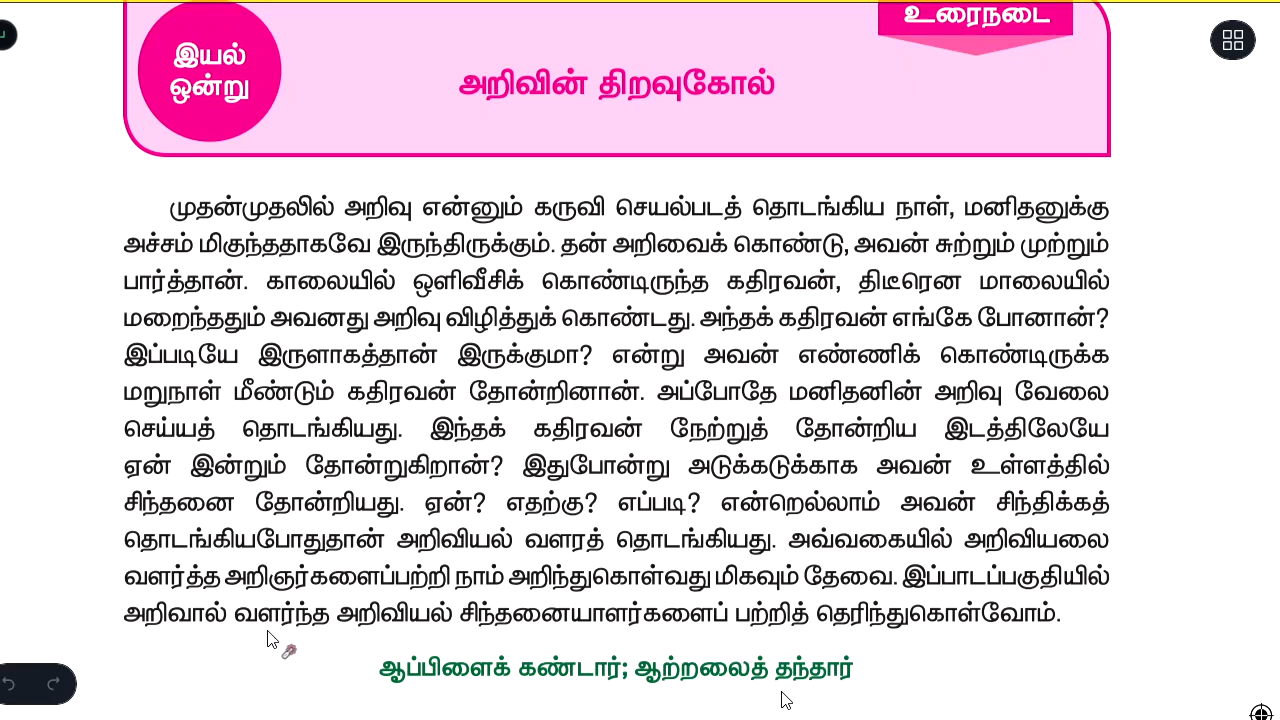 உரைநடை
இயல்
ஒன்று
அறிவின் திறவுகோல்
முதன்முதலில் அறிவு என்னும் கருவி செயல்படத் தொடங்கிய நாள், மனிதனுக்கு
அச்சம் மிகுந்ததாகவே இருந்திருக்கும். தன் அறிவைக் கொண்டு, அவன் சுற்றும் முற்றும்
பார்த்தான். காலையில் ஒளிவீசிக் கொண்டிருந்த கதிரவன், திடீரென மாலையில்
மறைந்ததும் அவனது அறிவு விழித்துக் கொண்டது. அந்தக் கதிரவன் எங்கே போனான்?
இப்படியே இருளாகத்தான் இருக்குமா? என்று அவன் எண்ணிக் கொண்டிருக்க
மறுநாள் மீண்டும் கதிரவன் தோன்றினான். அப்போதே மனிதனின் அறிவு வேலை
செய்யத் தொடங்கியது. இந்தக் கதிரவன் நேற்றுத் தோன்றிய இடத்திலேயே
ஏன் இன்றும் தோன்றுகிறான்? இதுபோன்று அடுக்கடுக்காக அவன் உள்ளத்தில்
சிந்தனை தோன்றியது. ஏன்? எதற்கு? எப்படி? என்றெல்லாம் அவன் சிந்திக்கத்
தொடங்கியபோதுதான் அறிவியல் வளரத் தொடங்கியது. அவ்வகையில் அறிவியலை
வளர்த்த அறிஞர்களைப்பற்றி நாம் அறிந்துகொள்வது மிகவும் தேவை. இப்பாடப்பகுதியில்
அறிவால் வளர்ந்த அறிவியல் சிந்தனையாளர்களைப் பற்றித் தெரிந்துகொள்வோம்.
ஆப்பிளைக் கண்டார்; ஆற்றலைத் தந்தார்